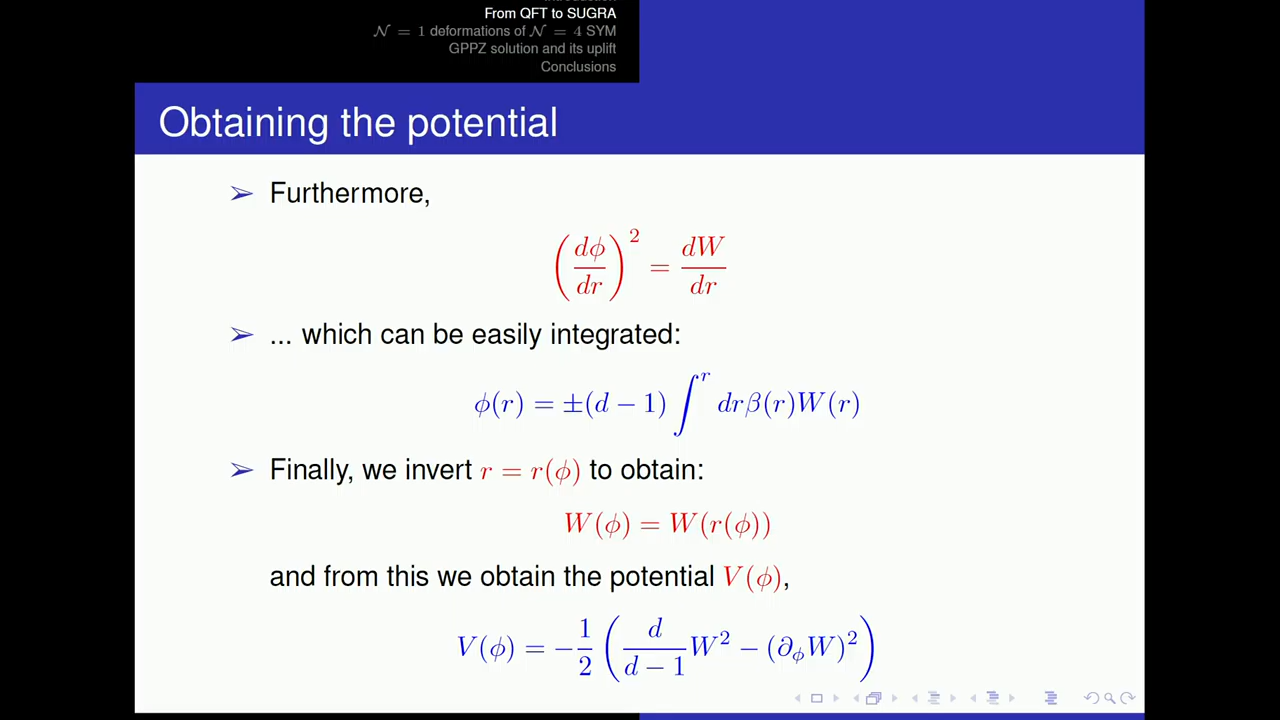 Introduction
From QFT to SUGRA
𝒩 = 1 deformations of 𝒩 = 4 SYM
GPPZ solution and its uplift
Conclusions
Obtaining the potential
➢ Furthermore,
(dϕ/dr)² = dW/dr
➢ ... which can be easily integrated:
ϕ(r) = ±(d − 1) ∫^r drβ(r)W(r)
➢ Finally, we invert r = r(ϕ) to obtain:
W(ϕ) = W(r(ϕ))
and from this we obtain the potential V(ϕ),
V(ϕ) = −1/2 (d/(d − 1) W² − (∂_ϕ W)²)